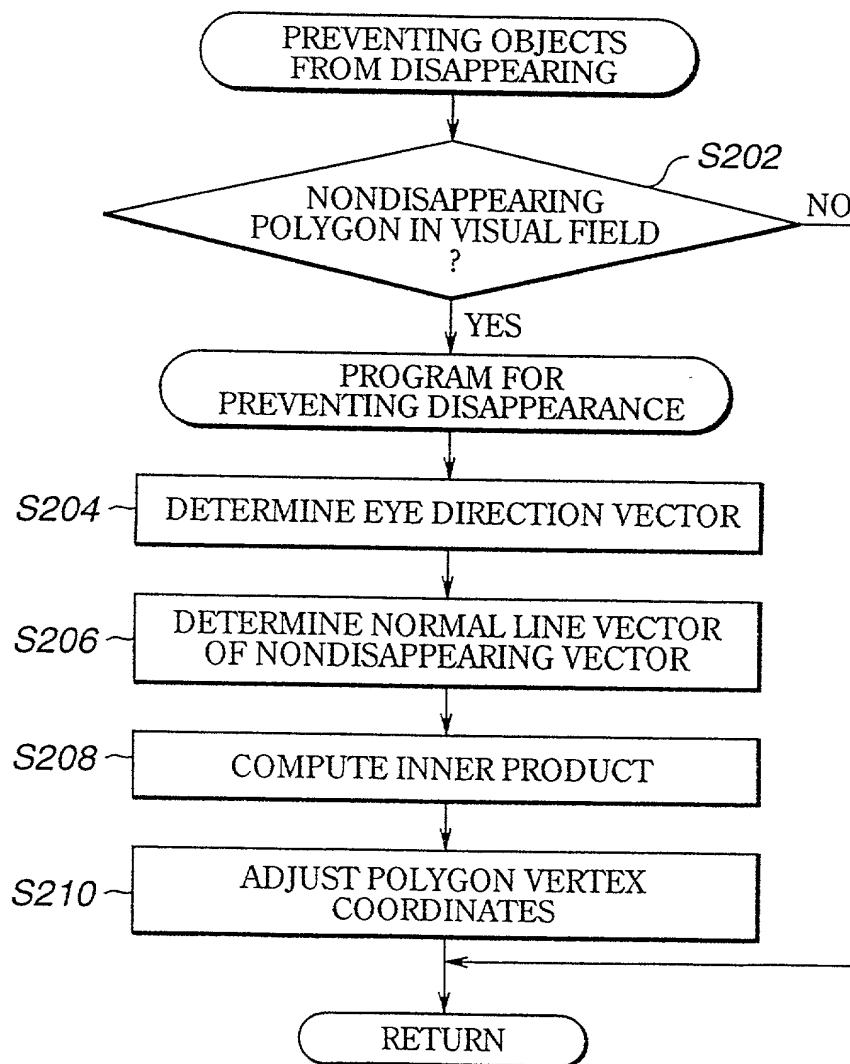 PREVENTING OBJECTS
FROM DISAPPEARING
S202
NONDISAPPEARING
POLYGON IN VISUAL FIELD
?
NO
YES
PROGRAM FOR
PREVENTING DISAPPEARANCE
S204
DETERMINE EYE DIRECTION VECTOR
S206
DETERMINE NORMAL LINE VECTOR
OF NONDISAPPEARING VECTOR
S208
COMPUTE INNER PRODUCT
S210
ADJUST POLYGON VERTEX
COORDINATES
RETURN